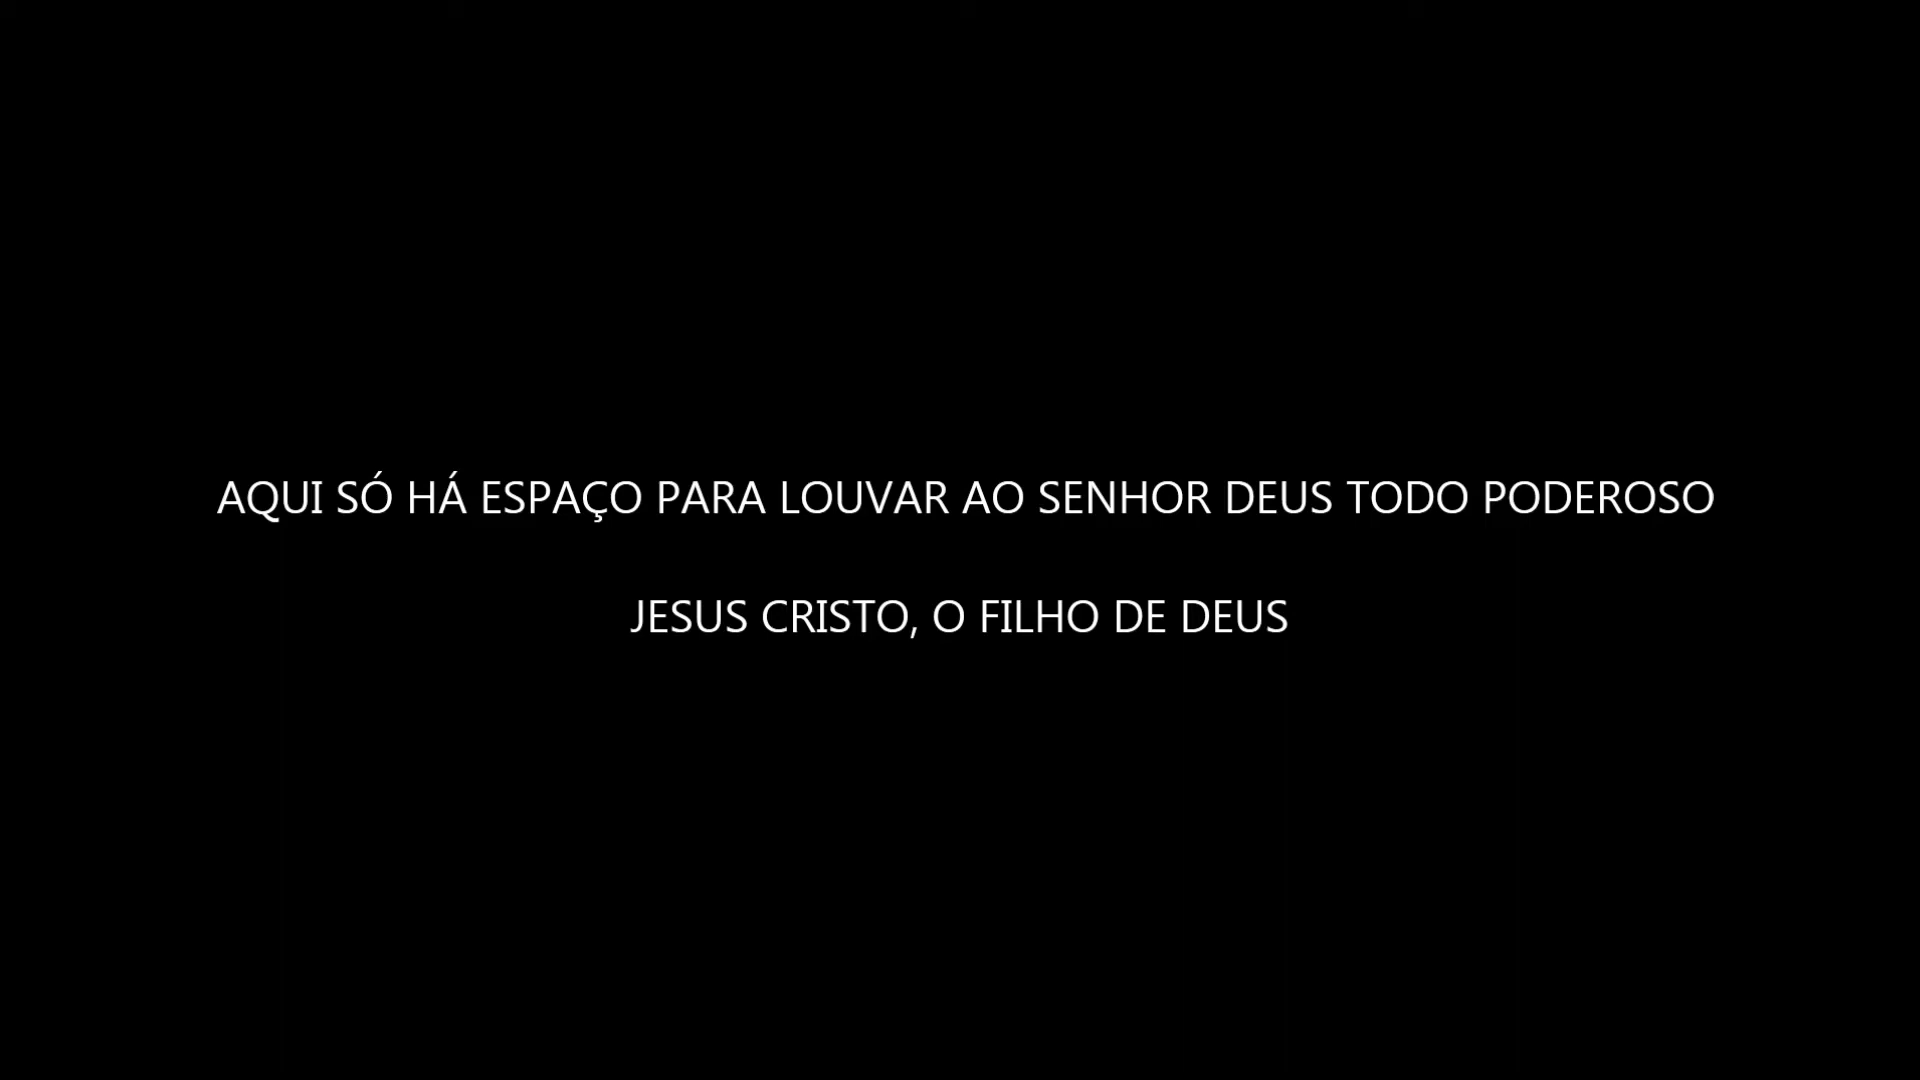 AQUI SÓ HÁ ESPAÇO PARA LOUVAR AO SENHOR DEUS TODO PODEROSO
JESUS CRISTO, O FILHO DE DEUS